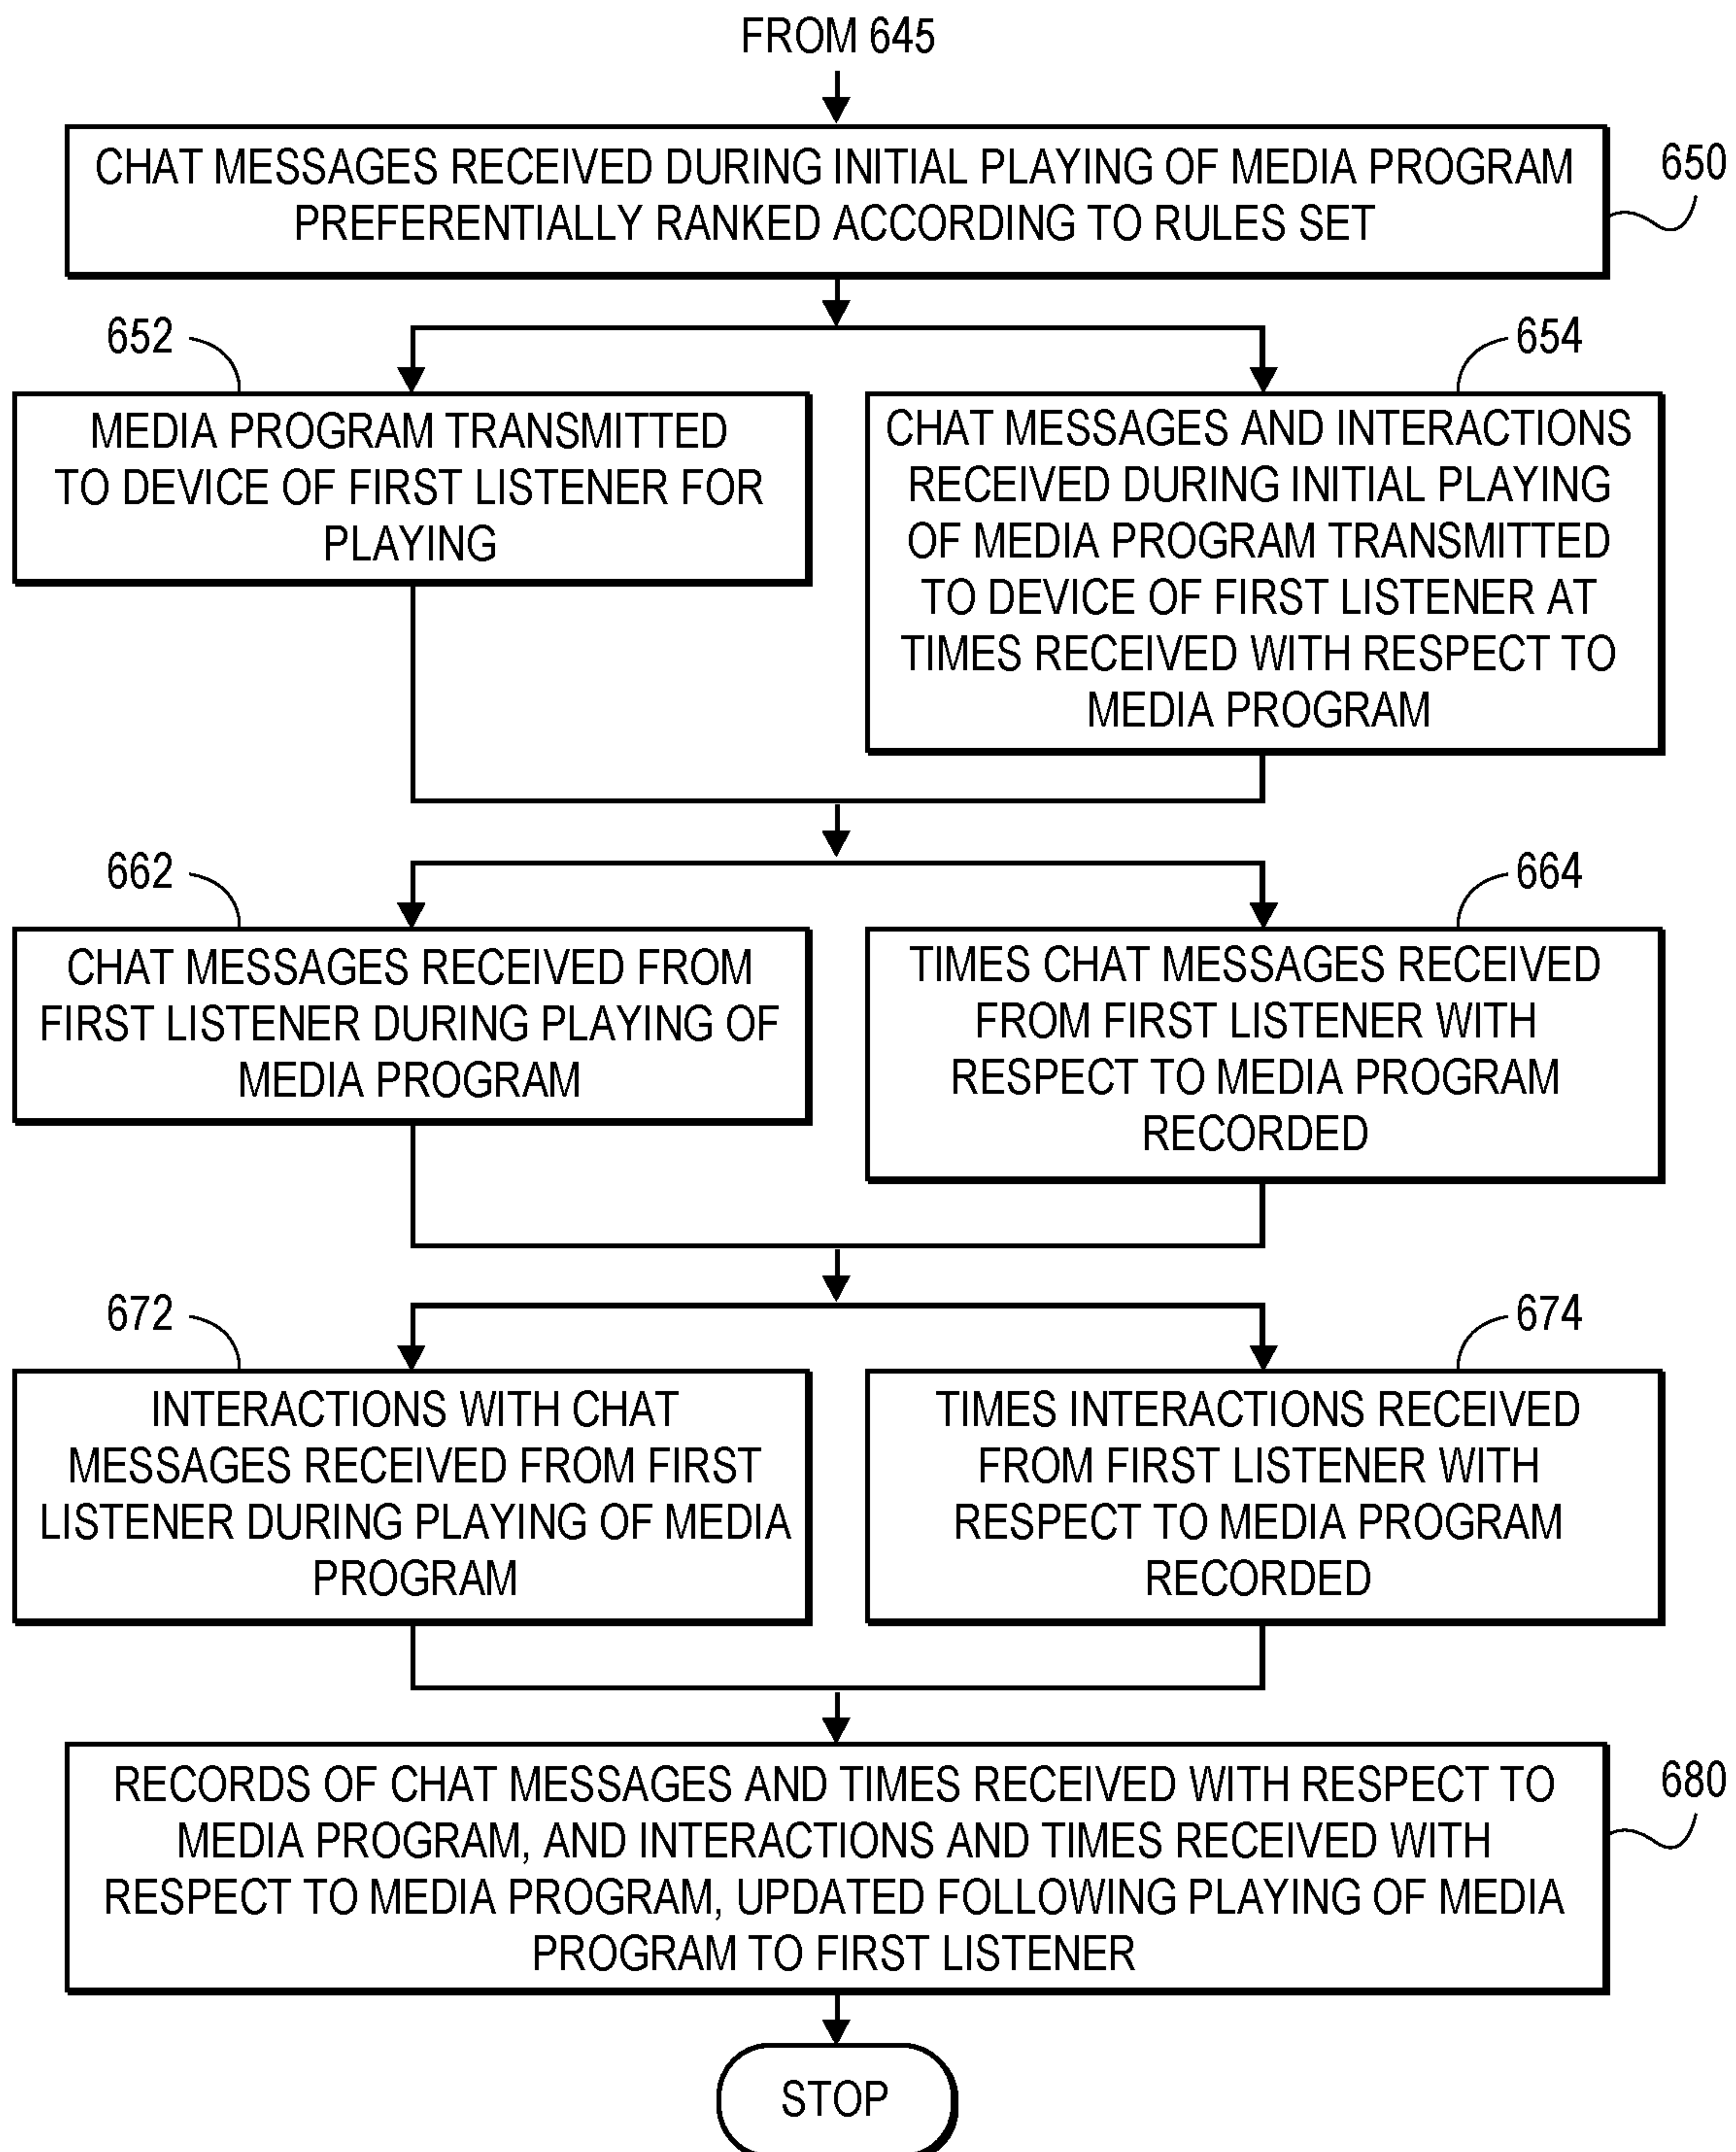 FROM 645
CHAT MESSAGES RECEIVED DURING INITIAL PLAYING OF MEDIA PROGRAM
PREFERENTIALLY RANKED ACCORDING TO RULES SET
650
652
MEDIA PROGRAM TRANSMITTED
TO DEVICE OF FIRST LISTENER FOR
PLAYING
654
CHAT MESSAGES AND INTERACTIONS
RECEIVED DURING INITIAL PLAYING
OF MEDIA PROGRAM TRANSMITTED
TO DEVICE OF FIRST LISTENER AT
TIMES RECEIVED WITH RESPECT TO
MEDIA PROGRAM
662
CHAT MESSAGES RECEIVED FROM
FIRST LISTENER DURING PLAYING OF
MEDIA PROGRAM
664
TIMES CHAT MESSAGES RECEIVED
FROM FIRST LISTENER WITH
RESPECT TO MEDIA PROGRAM
RECORDED
672
INTERACTIONS WITH CHAT
MESSAGES RECEIVED FROM FIRST
LISTENER DURING PLAYING OF MEDIA
PROGRAM
674
TIMES INTERACTIONS RECEIVED
FROM FIRST LISTENER WITH
RESPECT TO MEDIA PROGRAM
RECORDED
RECORDS OF CHAT MESSAGES AND TIMES RECEIVED WITH RESPECT TO
MEDIA PROGRAM, AND INTERACTIONS AND TIMES RECEIVED WITH
RESPECT TO MEDIA PROGRAM, UPDATED FOLLOWING PLAYING OF MEDIA
PROGRAM TO FIRST LISTENER
680
STOP